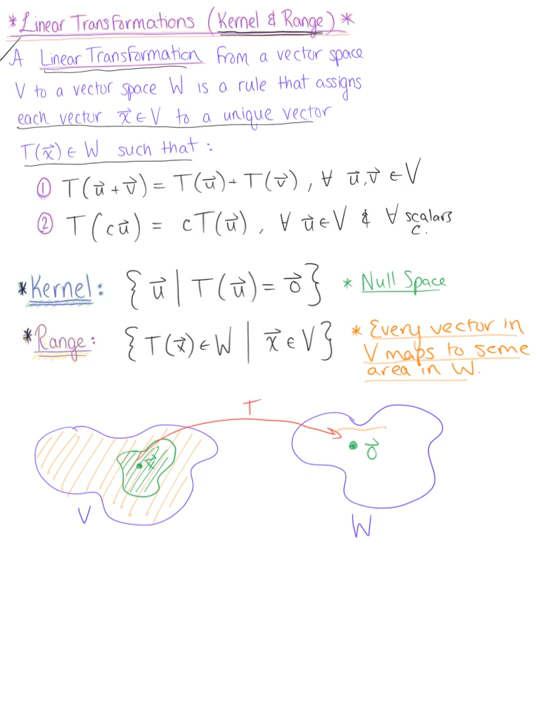 *Linear Transformations (Kernel & Range)*
A Linear Transformation from a vector space
V to a vector space W is a rule that assigns
each vector x⃗ ∈ V to a unique vector
T(x⃗) ∈ W such that:
① T(u⃗ + v⃗) = T(u⃗) + T(v⃗), ∀ u⃗, v⃗ ∈ V
② T(cu⃗) = cT(u⃗), ∀ u⃗ ∈ V & ∀ scalars c.
*Kernel: { u⃗ | T(u⃗) = 0⃗ } * Null Space
*Range: { T(x⃗) ∈ W | x⃗ ∈ V } * Every vector in
V maps to some
area in W.
T
0⃗
V
W